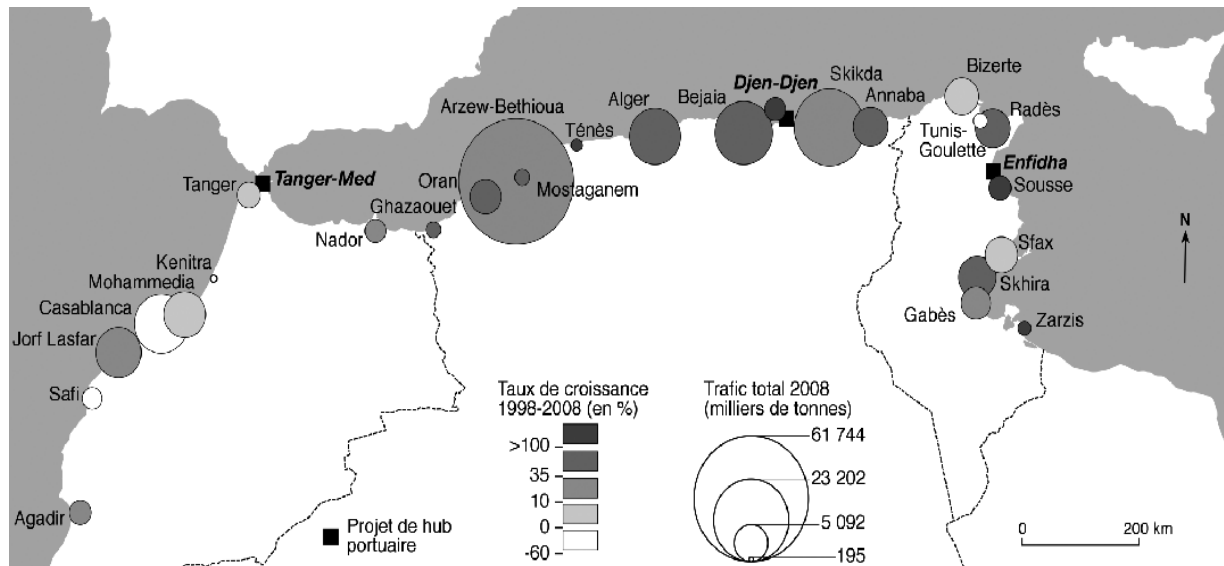 Bizerte
Skikda
Djen-Djen
Arzew-Bethioua
Alger
Bejaia
Annaba
Radès
Ténès
Tunis-
Goulette
Enfidha
Tanger
Tanger-Med
Oran
Mostaganem
Sousse
Ghazaouet
N
Nador
Sfax
Kenitra
Mohammedia
Skhira
Casablanca
Gabès
Zarzis
Jorf Lasfar
Safi
Agadir
Projet de hub
portuaire
Taux de croissance
1998-2008 (en %)
>100
35
10
0
-60
Trafic total 2008
(milliers de tonnes)
61 744
23 202
5 092
195
0 200 km